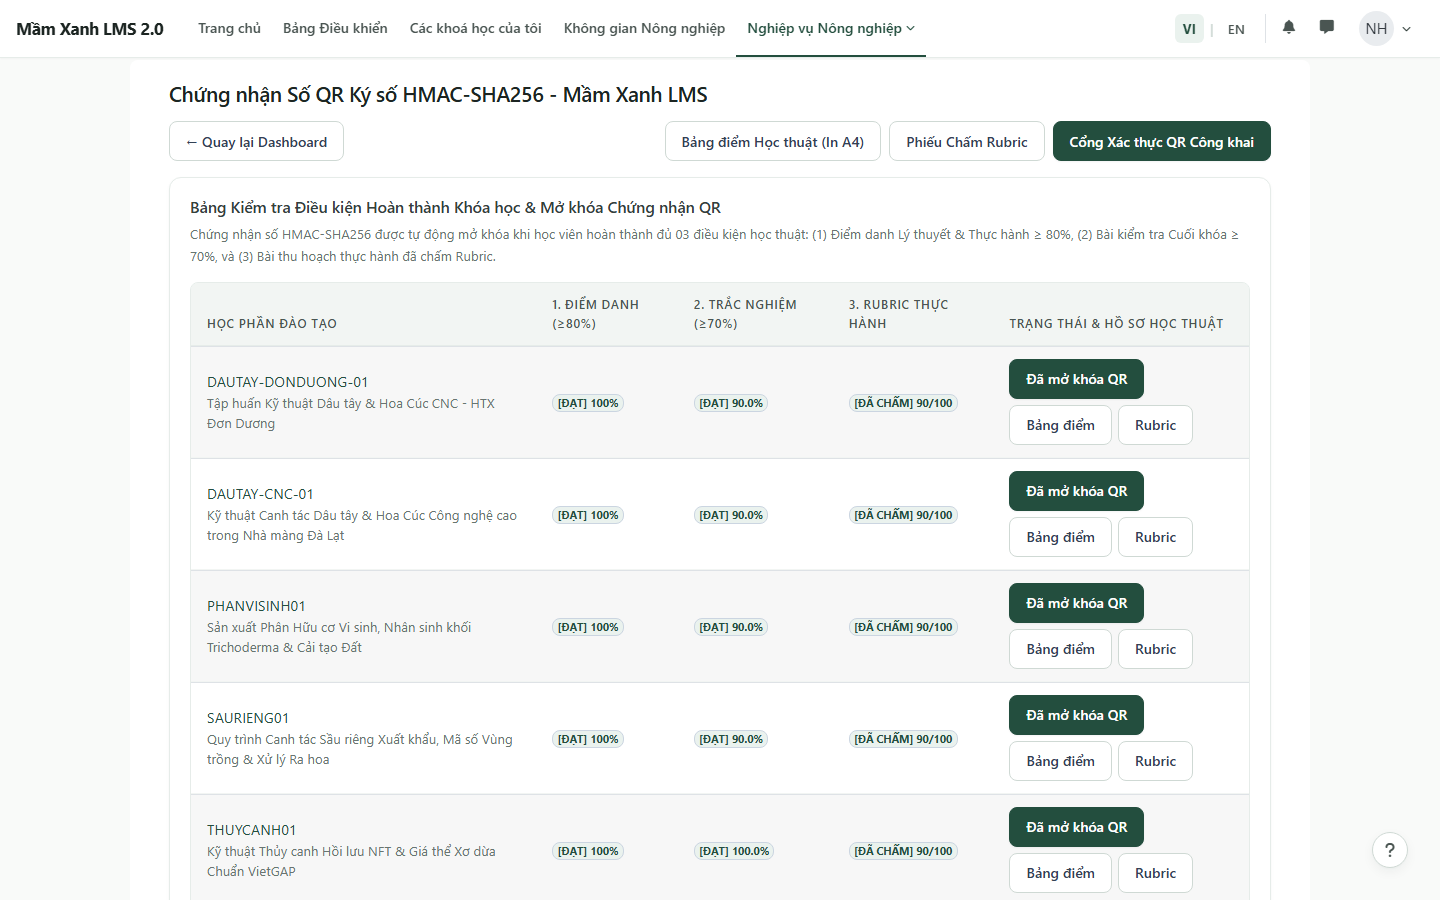 Mầm Xanh LMS 2.0
Trang chủ
Bảng Điều khiển
Các khoá học của tôi
Không gian Nông nghiệp
Nghiệp vụ Nông nghiệp
VI | EN
NH
Chứng nhận Số QR Ký số HMAC-SHA256 - Mầm Xanh LMS
← Quay lại Dashboard
Bảng điểm Học thuật (In A4)
Phiếu Chấm Rubric
Cổng Xác thực QR Công khai
Bảng Kiểm tra Điều kiện Hoàn thành Khóa học & Mở khóa Chứng nhận QR
Chứng nhận số HMAC-SHA256 được tự động mở khóa khi học viên hoàn thành đủ 03 điều kiện học thuật: (1) Điểm danh Lý thuyết & Thực hành ≥ 80%, (2) Bài kiểm tra Cuối khóa ≥
70%, và (3) Bài thu hoạch thực hành đã chấm Rubric.
HỌC PHẦN ĐÀO TẠO
1. ĐIỂM DANH
(≥80%)
2. TRẮC NGHIỆM
(≥70%)
3. RUBRIC THỰC
HÀNH
TRẠNG THÁI & HỒ SƠ HỌC THUẬT
DAUTAY-DONDUONG-01
Tập huấn Kỹ thuật Dâu tây & Hoa Cúc CNC - HTX
Đơn Dương
[ĐẠT] 100%
[ĐẠT] 90.0%
[ĐÃ CHẤM] 90/100
Đã mở khóa QR
Bảng điểm
Rubric
DAUTAY-CNC-01
Kỹ thuật Canh tác Dâu tây & Hoa Cúc Công nghệ cao
trong Nhà màng Đà Lạt
[ĐẠT] 100%
[ĐẠT] 90.0%
[ĐÃ CHẤM] 90/100
Đã mở khóa QR
Bảng điểm
Rubric
PHANVISINH01
Sản xuất Phân Hữu cơ Vi sinh, Nhân sinh khối
Trichoderma & Cải tạo Đất
[ĐẠT] 100%
[ĐẠT] 90.0%
[ĐÃ CHẤM] 90/100
Đã mở khóa QR
Bảng điểm
Rubric
SAURIENG01
Quy trình Canh tác Sầu riêng Xuất khẩu, Mã số Vùng
trồng & Xử lý Ra hoa
[ĐẠT] 100%
[ĐẠT] 90.0%
[ĐÃ CHẤM] 90/100
Đã mở khóa QR
Bảng điểm
Rubric
THUYCANH01
Kỹ thuật Thủy canh Hồi lưu NFT & Giá thể Xơ dừa
Chuẩn VietGAP
[ĐẠT] 100%
[ĐẠT] 100.0%
[ĐÃ CHẤM] 90/100
Đã mở khóa QR
Bảng điểm
Rubric
?